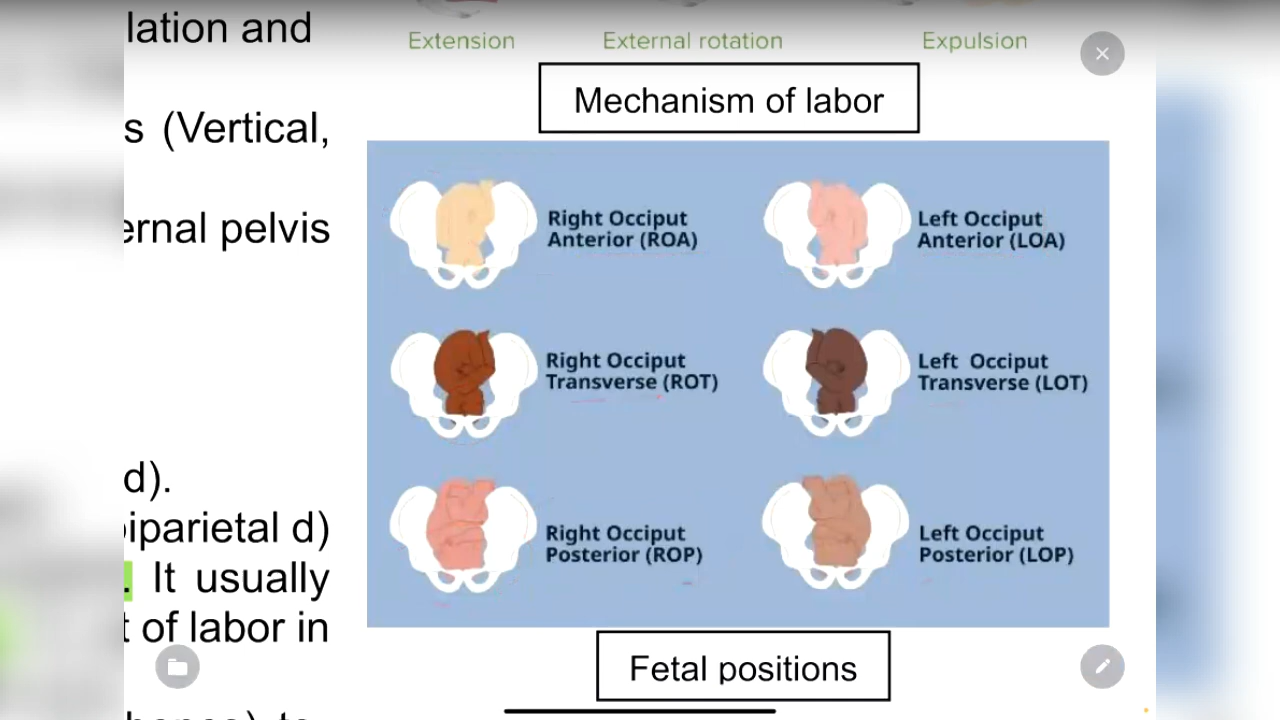 lation and
s (Vertical,
ernal pelvis
d).
biparietal d)
. It usually
t of labor in
Extension
External rotation
Expulsion
Mechanism of labor
Right Occiput
Anterior (ROA)
Left Occiput
Anterior (LOA)
Right Occiput
Transverse (ROT)
Left Occiput
Transverse (LOT)
Right Occiput
Posterior (ROP)
Left Occiput
Posterior (LOP)
Fetal positions